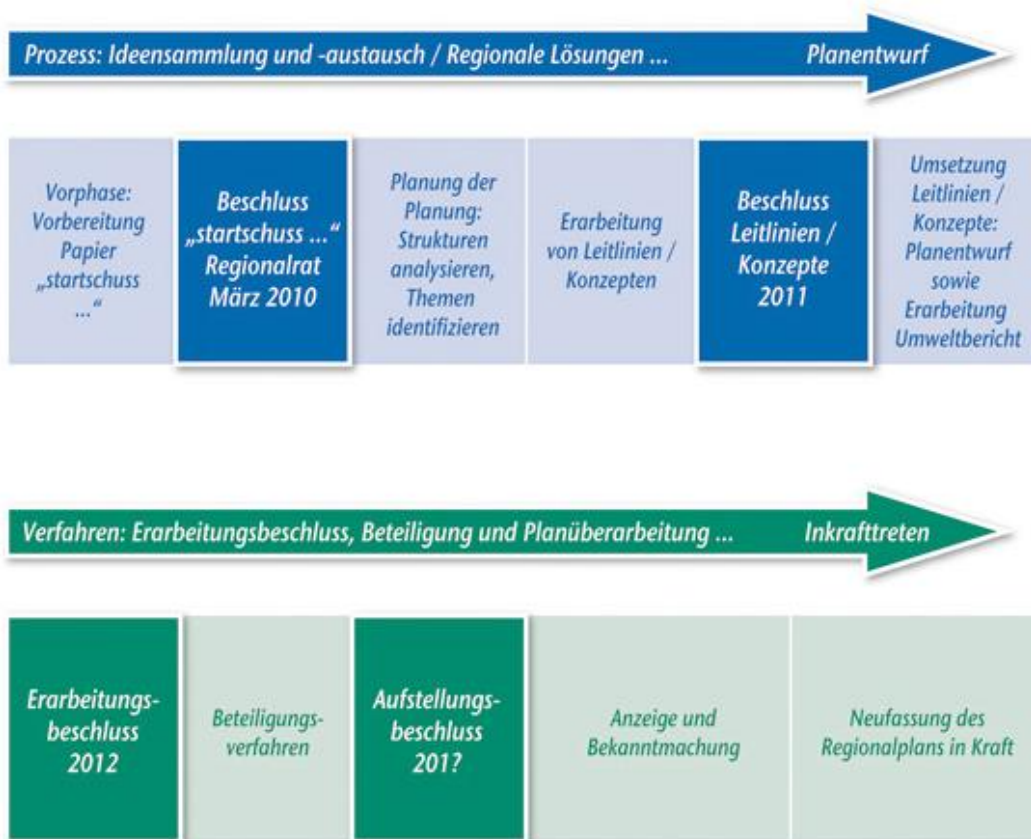 Prozess: Ideensammlung und -austausch / Regionale Lösungen ... Planentwurf
Vorphase:
Vorbereitung
Papier
„startschuss
..."
Beschluss
„startschuss ..."
Regionalrat
März 2010
Planung der
Planung:
Strukturen
analysieren,
Themen
identifizieren
Erarbeitung
von Leitlinien /
Konzepten
Beschluss
Leitlinien /
Konzepte
2011
Umsetzung
Leitlinien /
Konzepte:
Planentwurf
sowie
Erarbeitung
Umweltbericht
Verfahren: Erarbeitungsbeschluss, Beteiligung und Planüberarbeitung ... Inkrafttreten
Erarbeitungs-
beschluss
2012
Beteiligungs-
verfahren
Aufstellungs-
beschluss
201?
Anzeige und
Bekanntmachung
Neufassung des
Regionalplans in Kraft